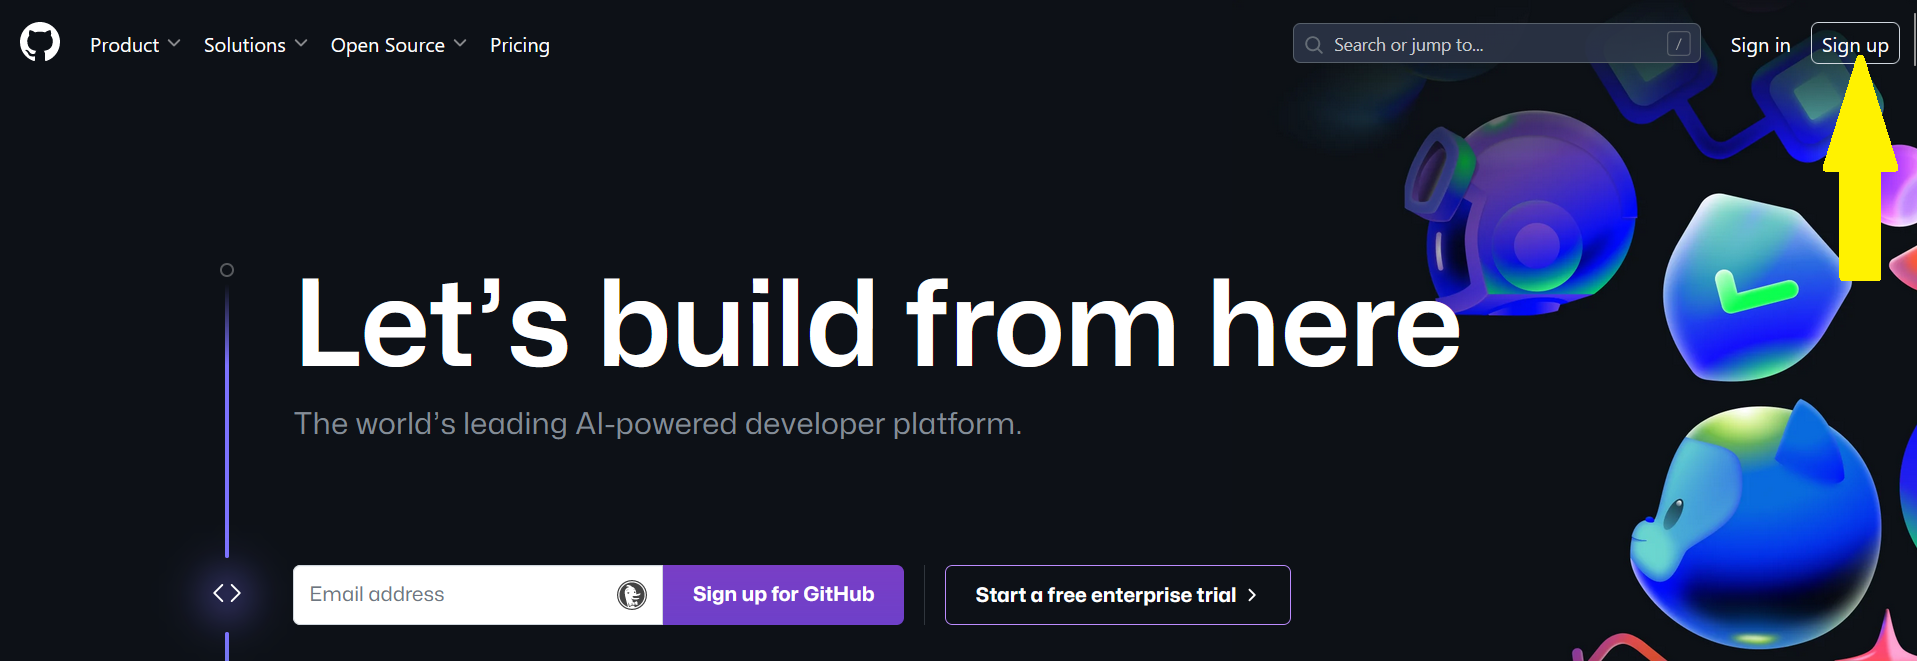 Product Solutions Open Source Pricing Search or jump to... / Sign in Sign up
Let’s build from here
The world’s leading AI-powered developer platform.
Email address Sign up for GitHub Start a free enterprise trial